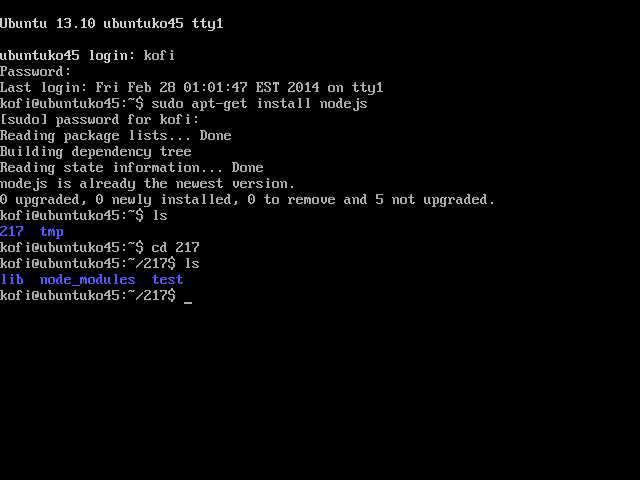 Ubuntu 13.10 ubuntuko45 tty1
ubuntuko45 login: kofi
Password:
Last login: Fri Feb 28 01:01:47 EST 2014 on tty1
kofi@ubuntuko45:~$ sudo apt-get install nodejs
[sudo] password for kofi:
Reading package lists... Done
Building dependency tree
Reading state information... Done
nodejs is already the newest version.
0 upgraded, 0 newly installed, 0 to remove and 5 not upgraded.
kofi@ubuntuko45:~$ ls
217  tmp
kofi@ubuntuko45:~$ cd 217
kofi@ubuntuko45:~/217$ ls
lib  node_modules  test
kofi@ubuntuko45:~/217$ _